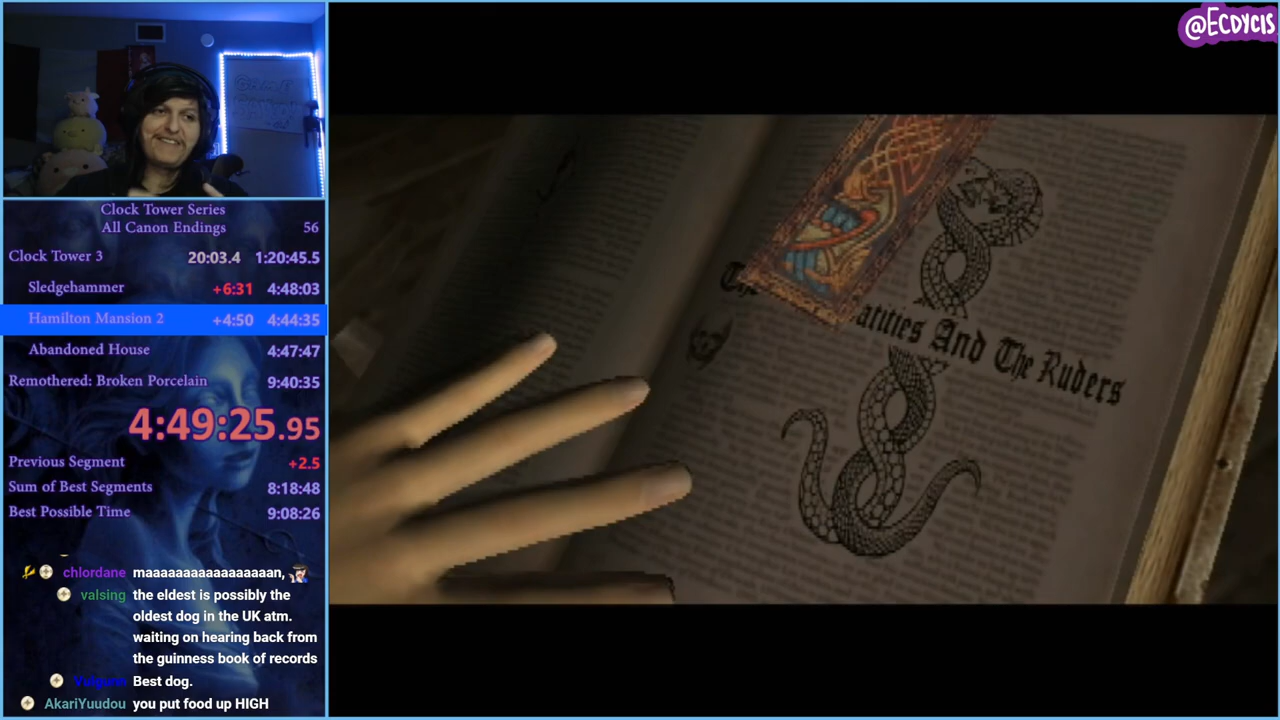 @ECDYCIS
Clock Tower Series
All Canon Endings 56
Clock Tower 3 20:03.4 1:20:45.5
Sledgehammer +6:31 4:48:03
Hamilton Mansion 2 +4:50 4:44:35
Abandoned House 4:47:47
Remothered: Broken Porcelain 9:40:35
4:49:25.95
Previous Segment +2.5
Sum of Best Segments 8:18:48
Best Possible Time 9:08:26
chlordane maaaaaaaaaaaaaaaaan,
valsing the eldest is possibly the
oldest dog in the UK atm.
waiting on hearing back from
the guinness book of records
Best dog.
AkariYuudou you put food up HIGH
And The Ruders